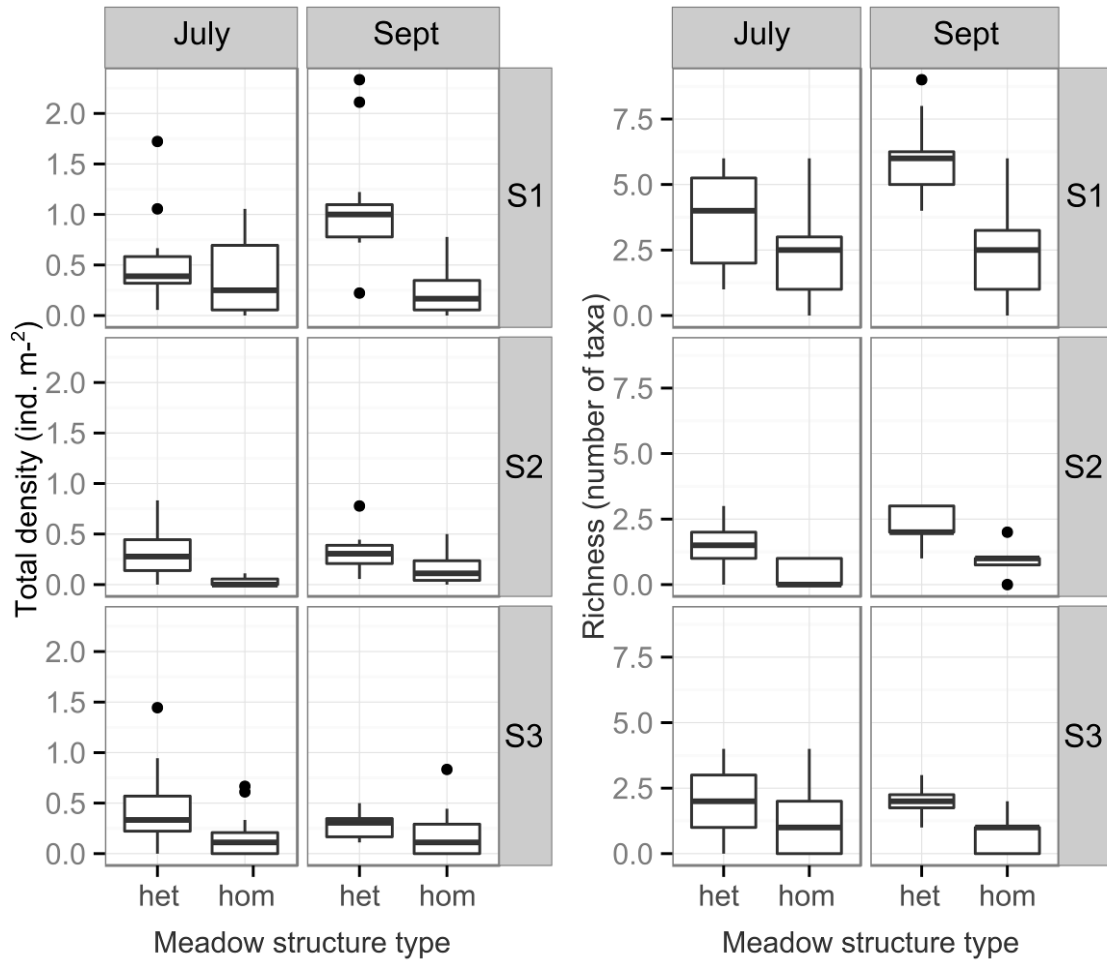 July Sept
Total density (ind. m-2)
2.0
1.5
1.0
0.5
0.0
S1
2.0
1.5
1.0
0.5
0.0
S2
2.0
1.5
1.0
0.5
0.0
S3
het hom het hom
Meadow structure type
July Sept
Richness (number of taxa)
7.5
5.0
2.5
0.0
S1
7.5
5.0
2.5
0.0
S2
7.5
5.0
2.5
0.0
S3
het hom het hom
Meadow structure type